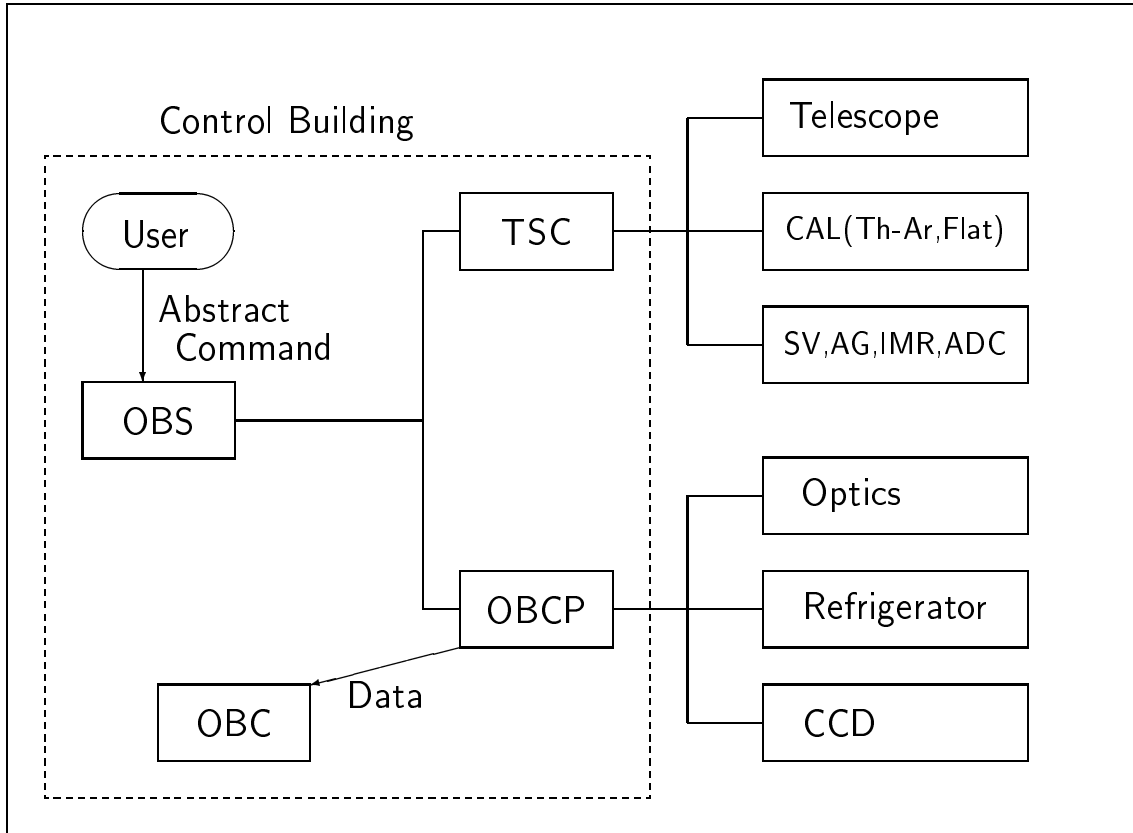 Control Building
User
Abstract
Command
OBS
TSC
OBCP
Data
OBC
Telescope
CAL(Th-Ar,Flat)
SV,AG,IMR,ADC
Optics
Refrigerator
CCD